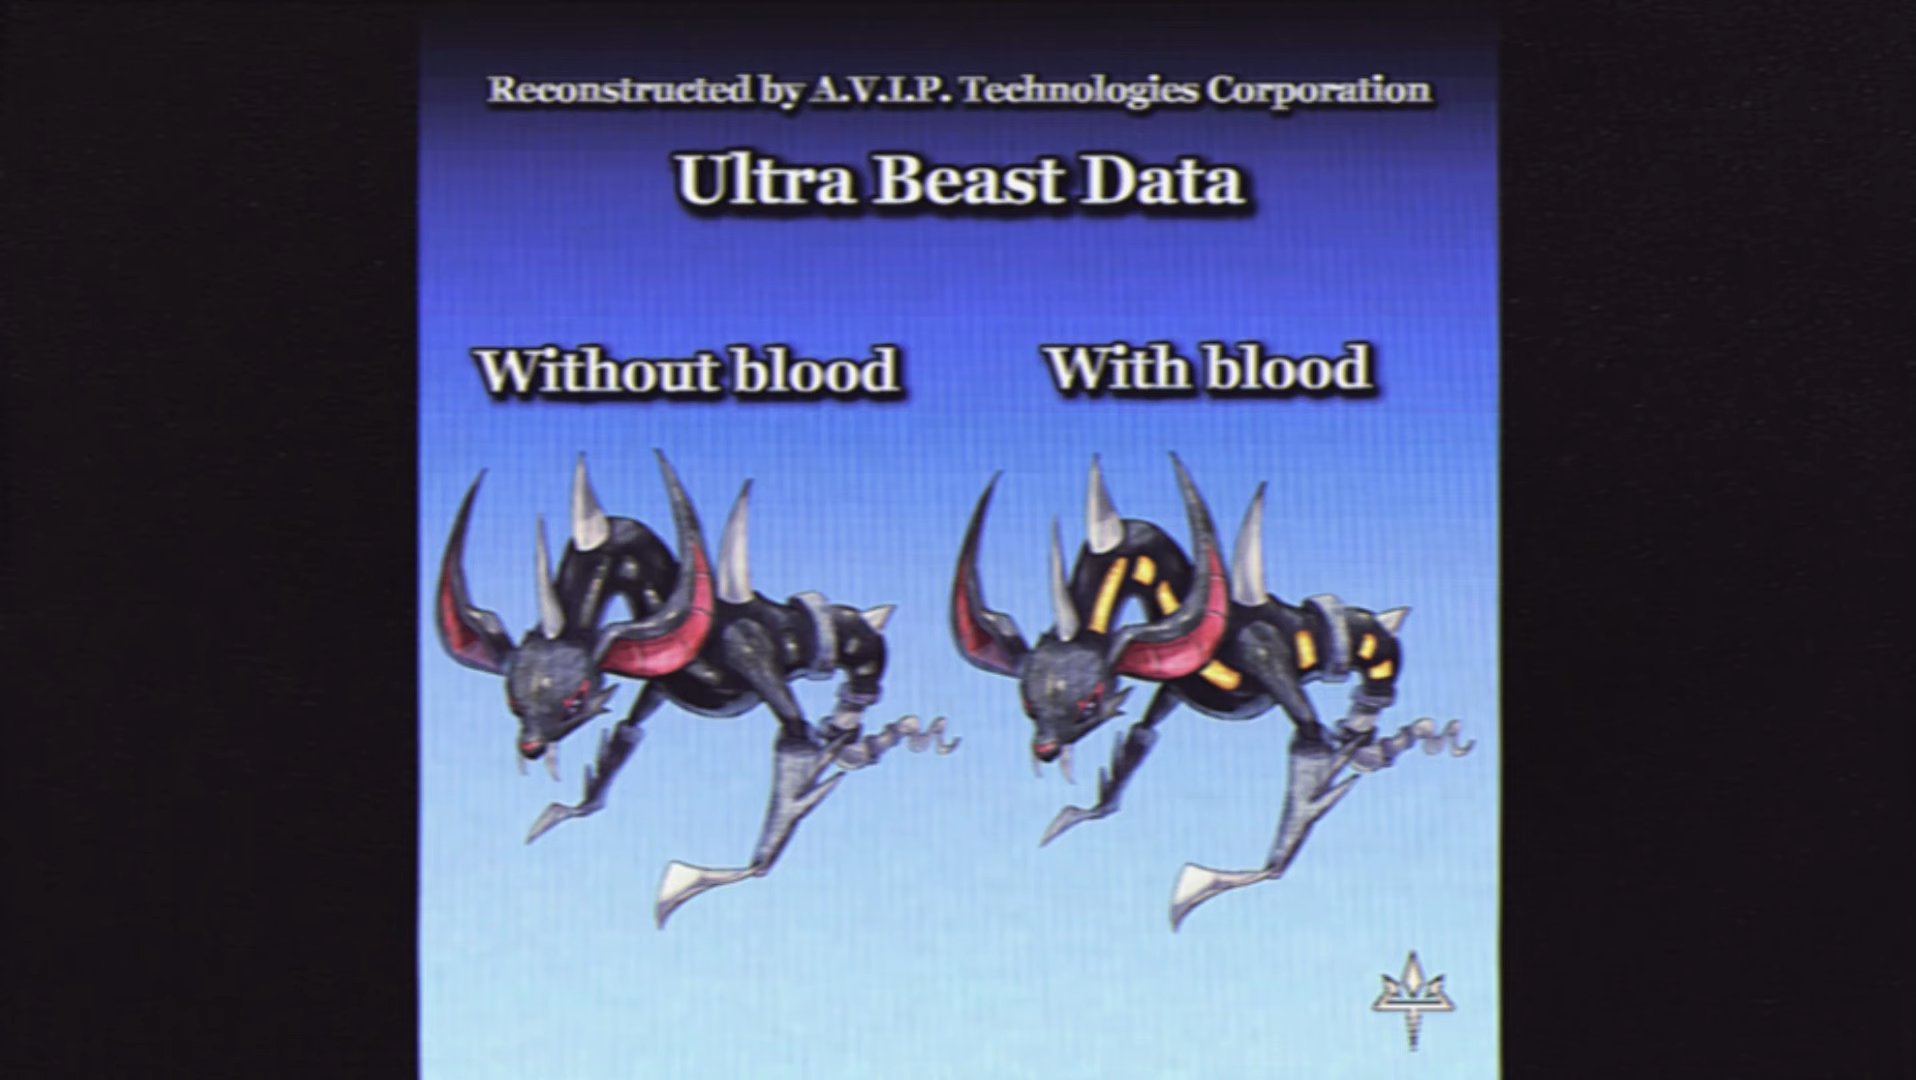 Reconstructed by A.V.I.P. Technologies Corporation
Ultra Beast Data
Without blood
With blood